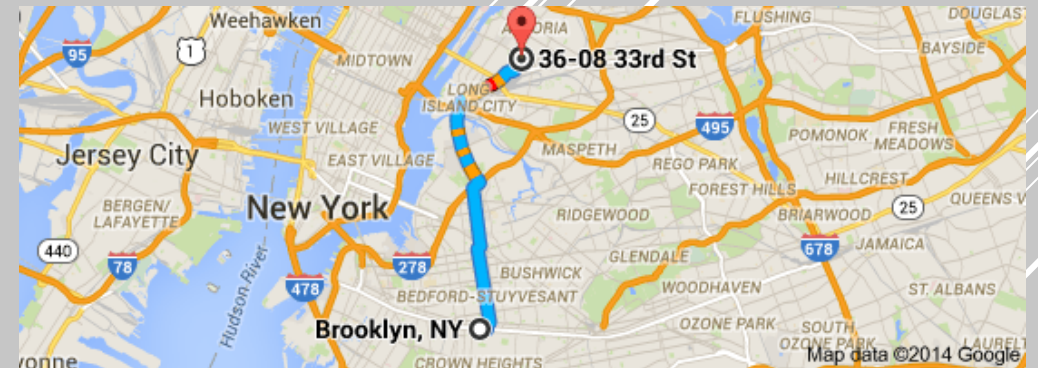 Weehawken
FLUSHING
DOUGLAS
95
1
ASTORIA
BAYSIDE
MIDTOWN
36-08 33rd St
Hoboken
LONG
ISLAND CITY
25
495
FRESH
MEADOWS
POMONOK
WEST VILLAGE
Jersey City
EAST VILLAGE
MASPETH
REGO PARK
HILLCREST
FOREST HILLS
QUEENS V
BERGEN/
LAFAYETTE
New York
RIDGEWOOD
BRIARWOOD
25
440
78
Hudson River
278
GLENDALE
678
JAMAICA
478
BUSHWICK
BEDFORD-STUYVESANT
WOODHAVEN
ST. ALBANS
Brooklyn, NY
OZONE PARK
SOUTH
OZONE PARK
LAUREL
vonne
CROWN HEIGHTS
Map data ©2014 Google